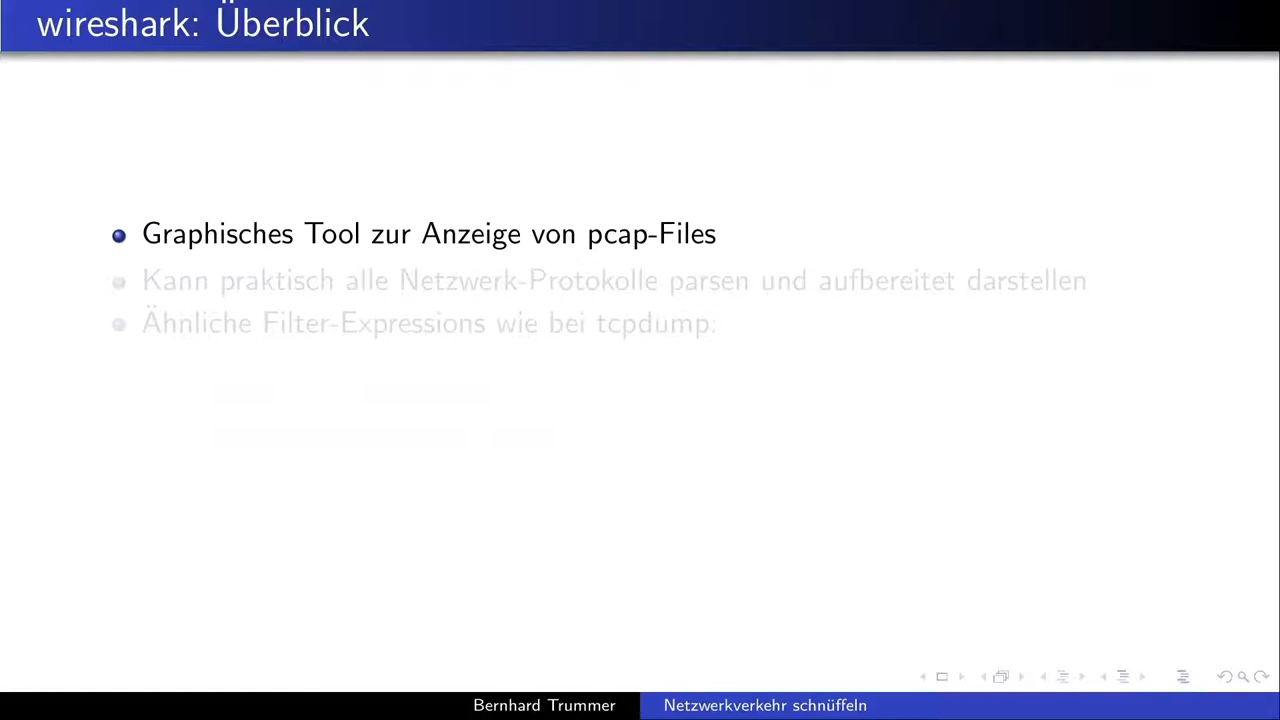 wireshark: Überblick
Graphisches Tool zur Anzeige von pcap-Files
Kann praktisch alle Netzwerk-Protokolle parsen und aufbereitet darstellen
Ähnliche Filter-Expressions wie bei tcpdump:
Bernhard Trummer
Netzwerkverkehr schnüffeln